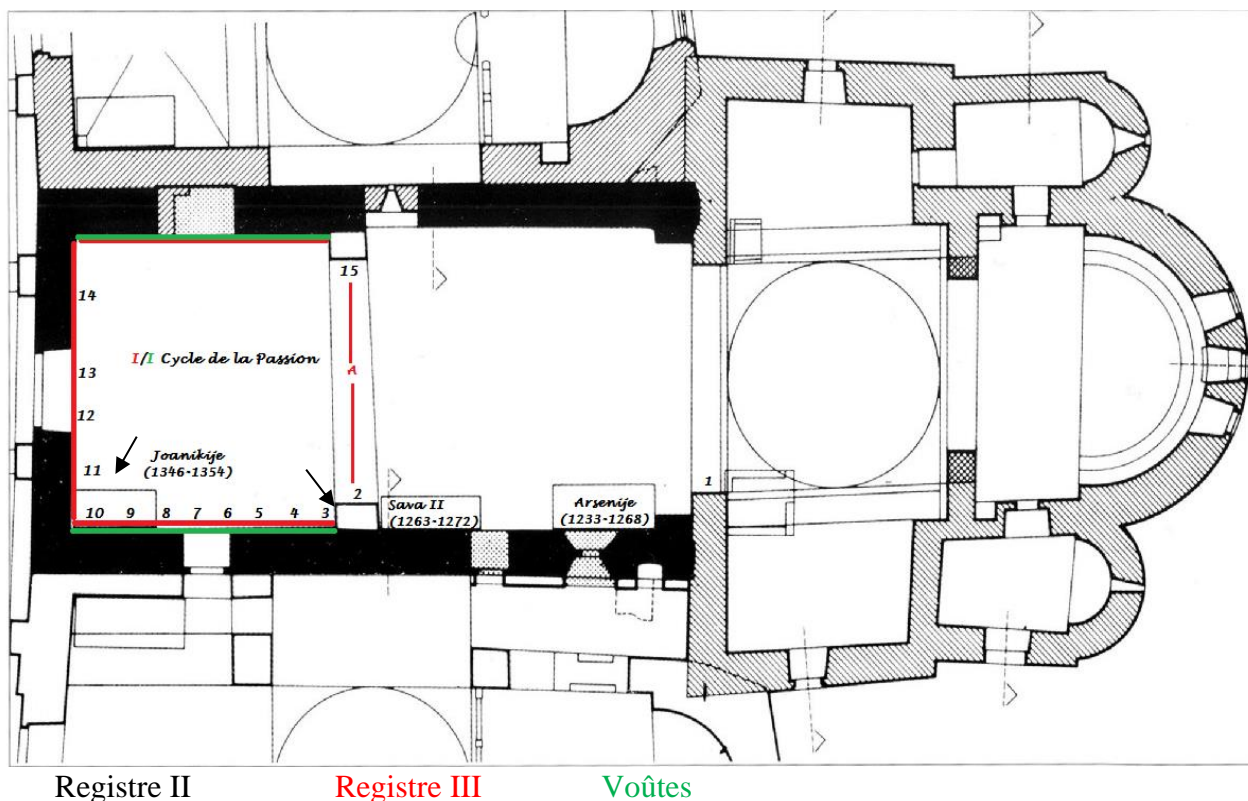 15
14
I/I Cycle de la Passion
A
13
12
11
Joanikije
(1346-1354)
10 9 8 7 6 5 4 3
2
Sava II
(1263-1272)
Arsenije
(1233-1268)
1
Registre II Registre III Voûtes